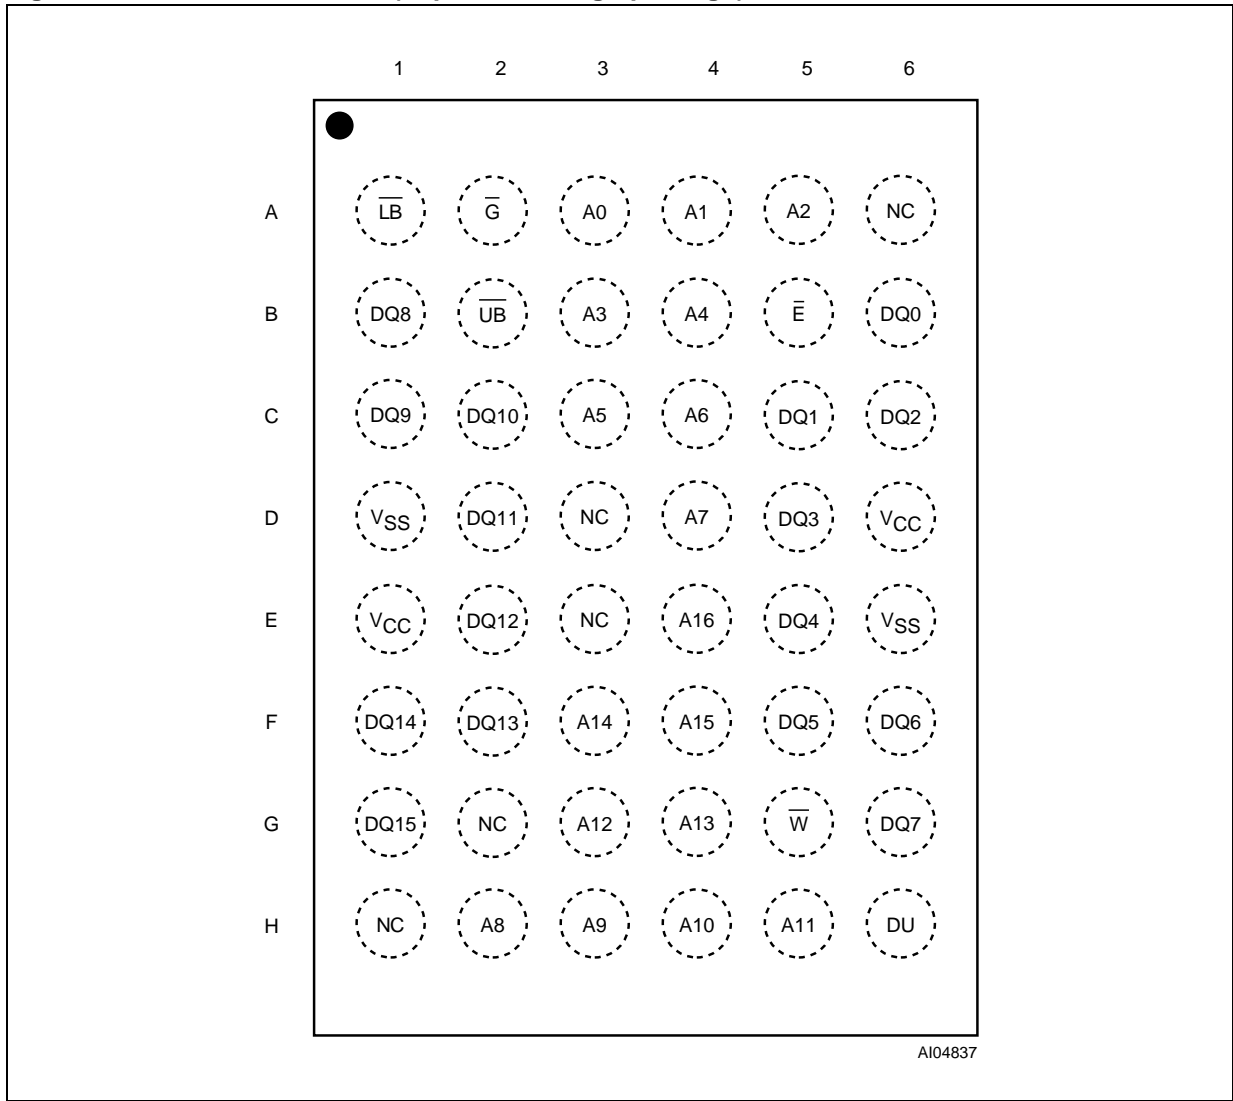 1 2 3 4 5 6
A L̅B̅ G̅ A0 A1 A2 NC
B DQ8 U̅B̅ A3 A4 E̅ DQ0
C DQ9 DQ10 A5 A6 DQ1 DQ2
D VSS DQ11 NC A7 DQ3 VCC
E VCC DQ12 NC A16 DQ4 VSS
F DQ14 DQ13 A14 A15 DQ5 DQ6
G DQ15 NC A12 A13 W̅ DQ7
H NC A8 A9 A10 A11 DU
AI04837